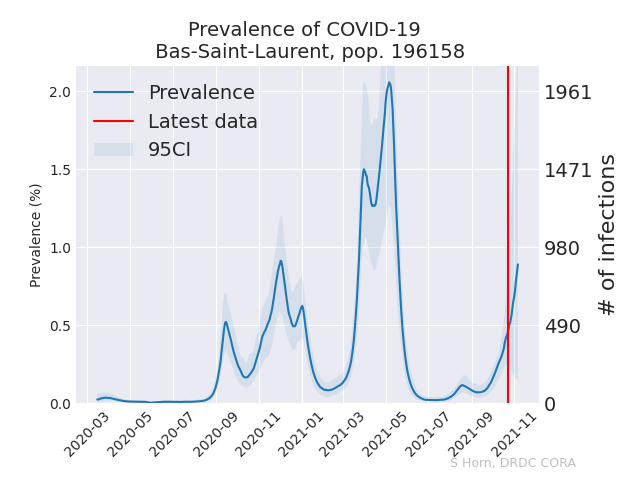 Prevalence of COVID-19
Bas-Saint-Laurent, pop. 196158
Prevalence
Latest data
95CI
Prevalence (%)
2.0
1.5
1.0
0.5
0.0
1961
1471
980
490
0
# of infections
2020-03
2020-05
2020-07
2020-09
2020-11
2021-01
2021-03
2021-05
2021-07
2021-09
2021-11
S Horn, DRDC CORA